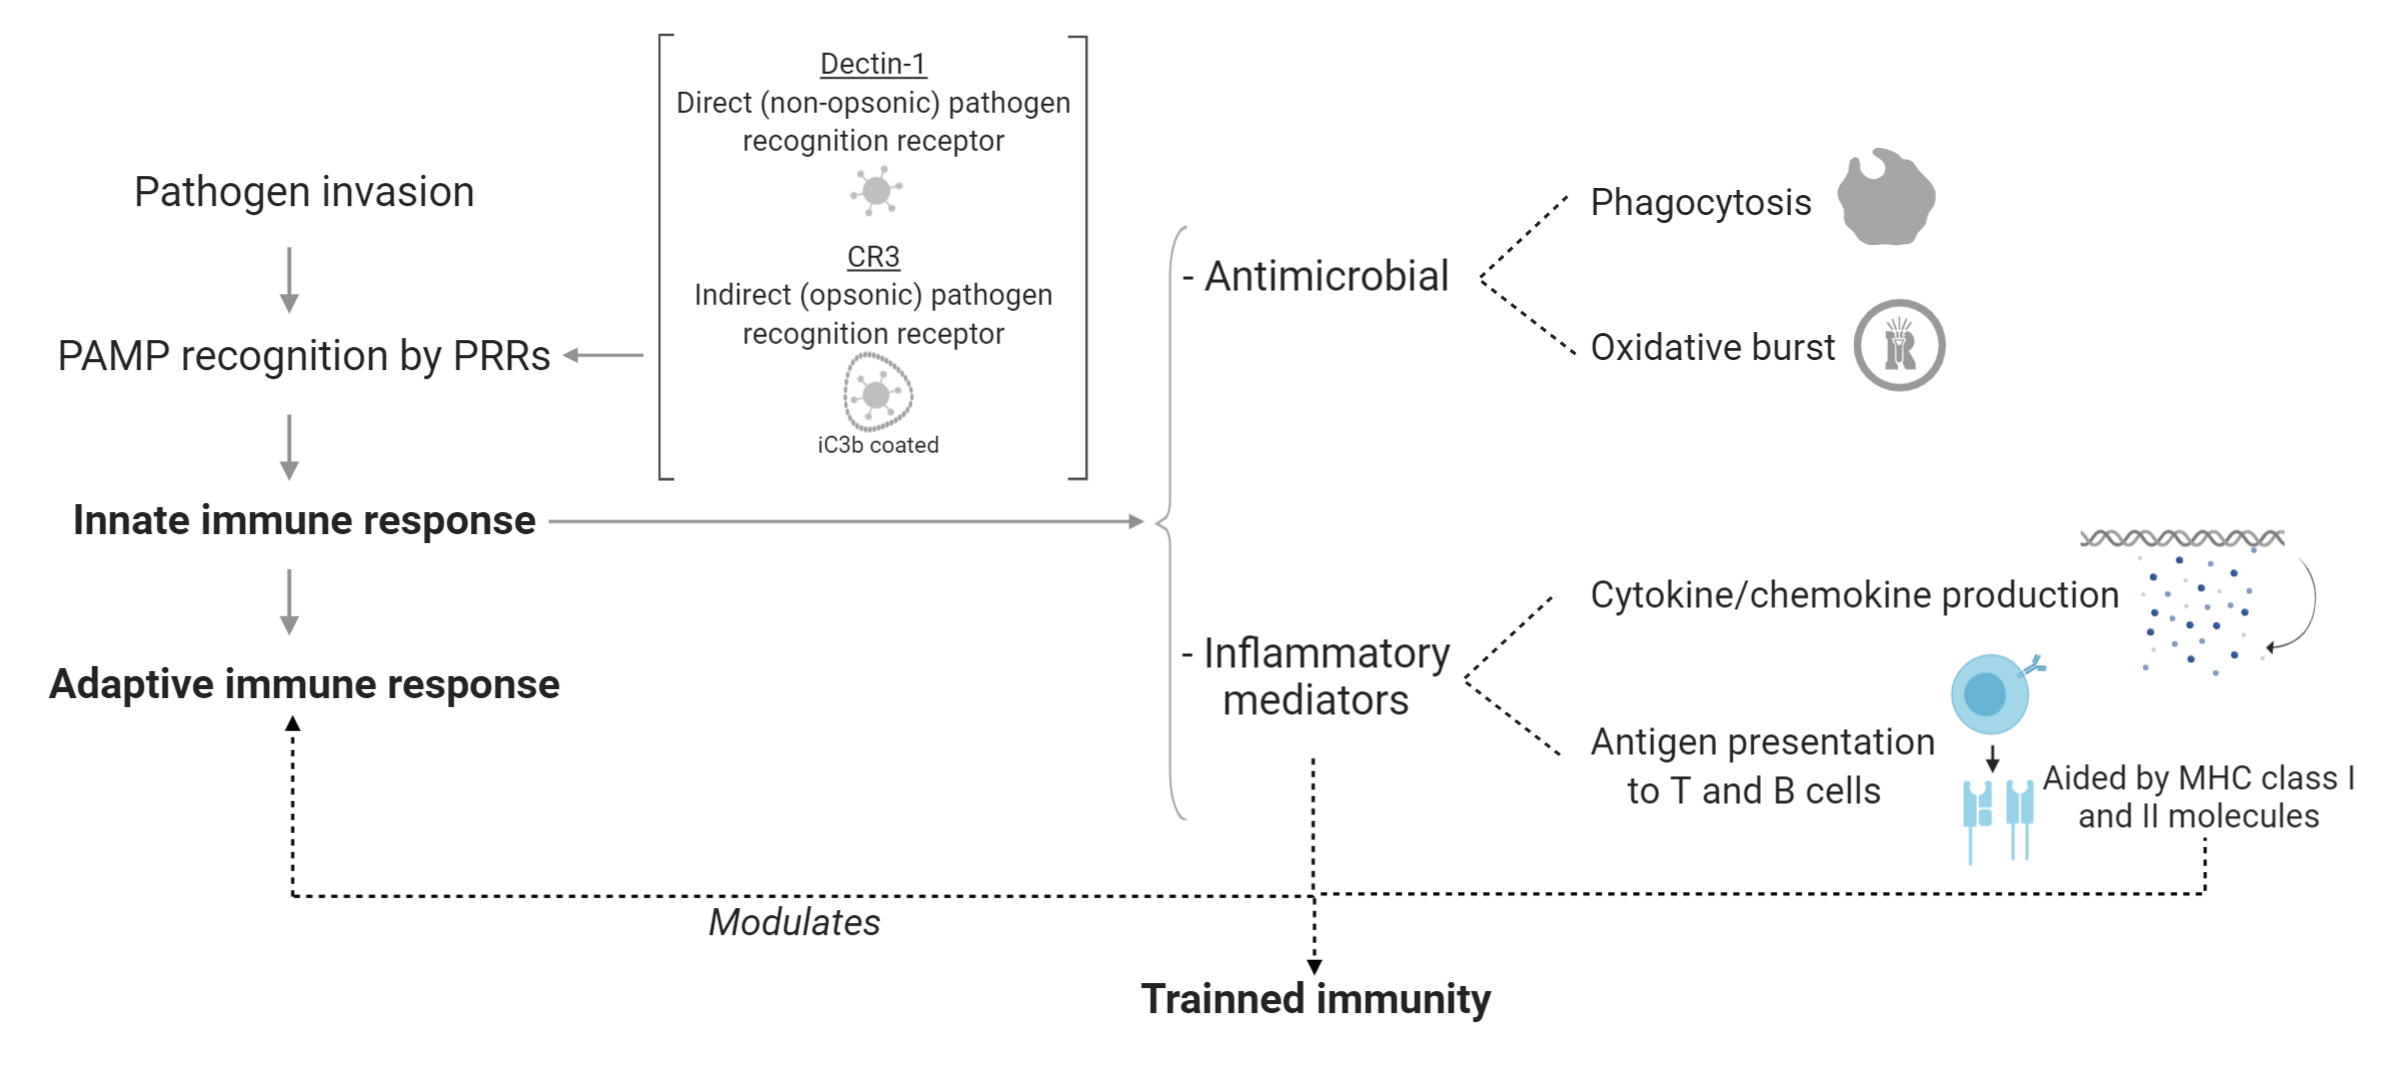 Pathogen invasion
PAMP recognition by PRRs
Innate immune response
Adaptive immune response
Dectin-1
Direct (non-opsonic) pathogen
recognition receptor
CR3
Indirect (opsonic) pathogen
recognition receptor
iC3b coated
- Antimicrobial
Phagocytosis
Oxidative burst
- Inflammatory
mediators
Cytokine/chemokine production
Antigen presentation
to T and B cells
Aided by MHC class I
and II molecules
Modulates
Trainned immunity